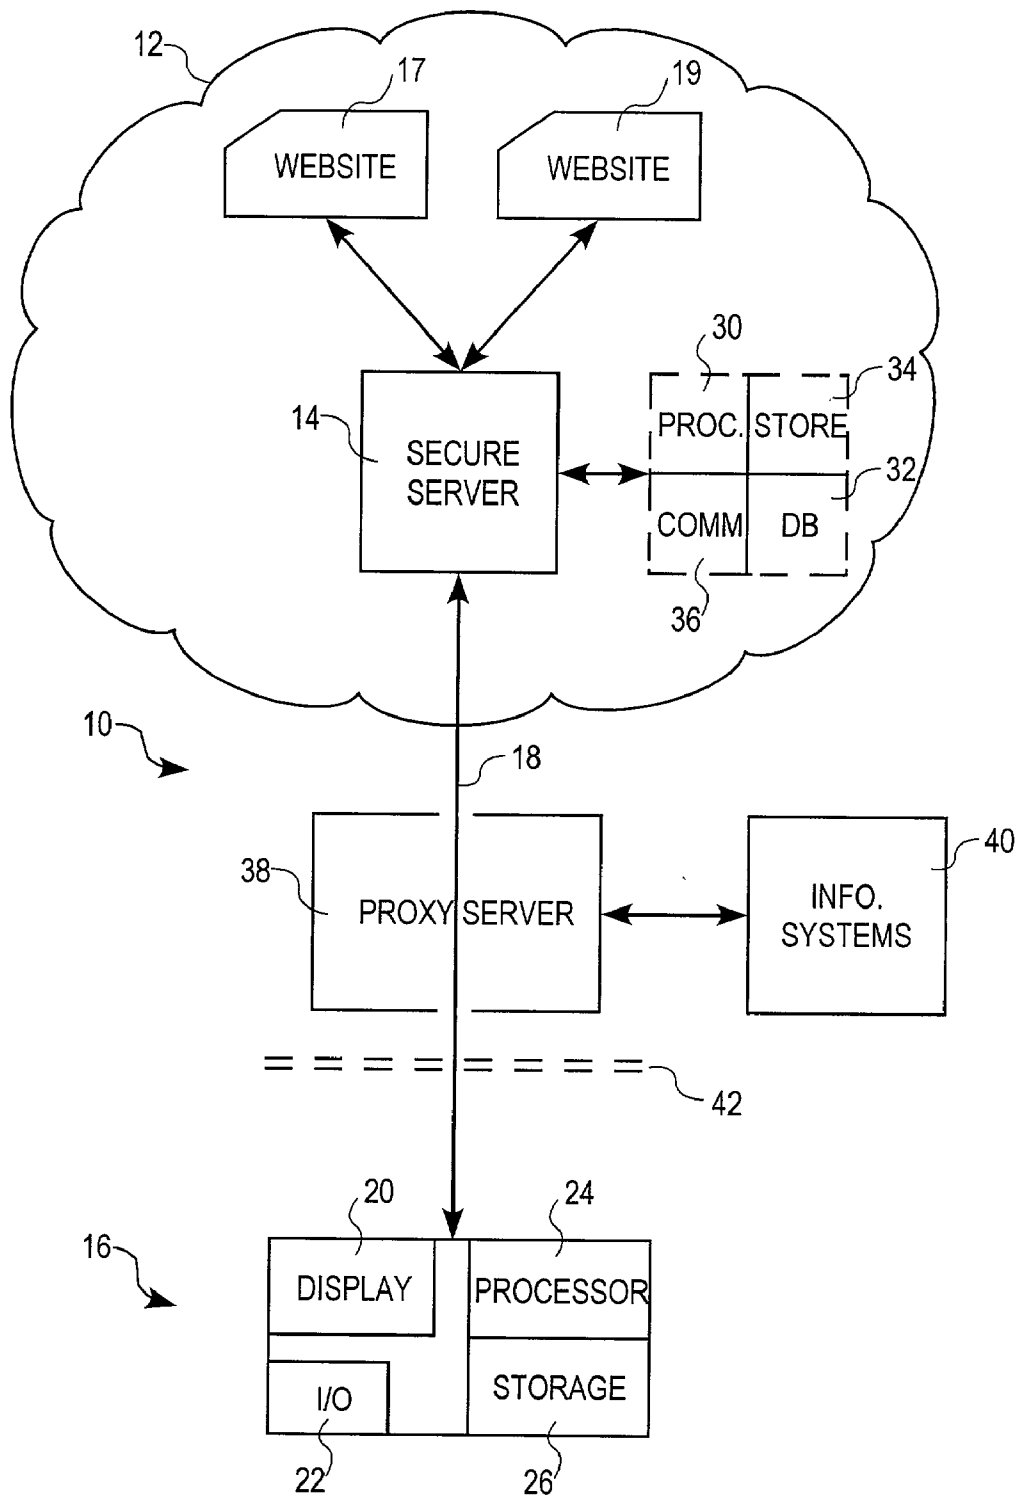 12
17
19
WEBSITE
WEBSITE
30
34
14
SECURE
SERVER
PROC.
STORE
32
COMM
DB
36
10
18
38
PROXY SERVER
40
INFO.
SYSTEMS
42
20
24
16
DISPLAY
PROCESSOR
I/O
STORAGE
22
26